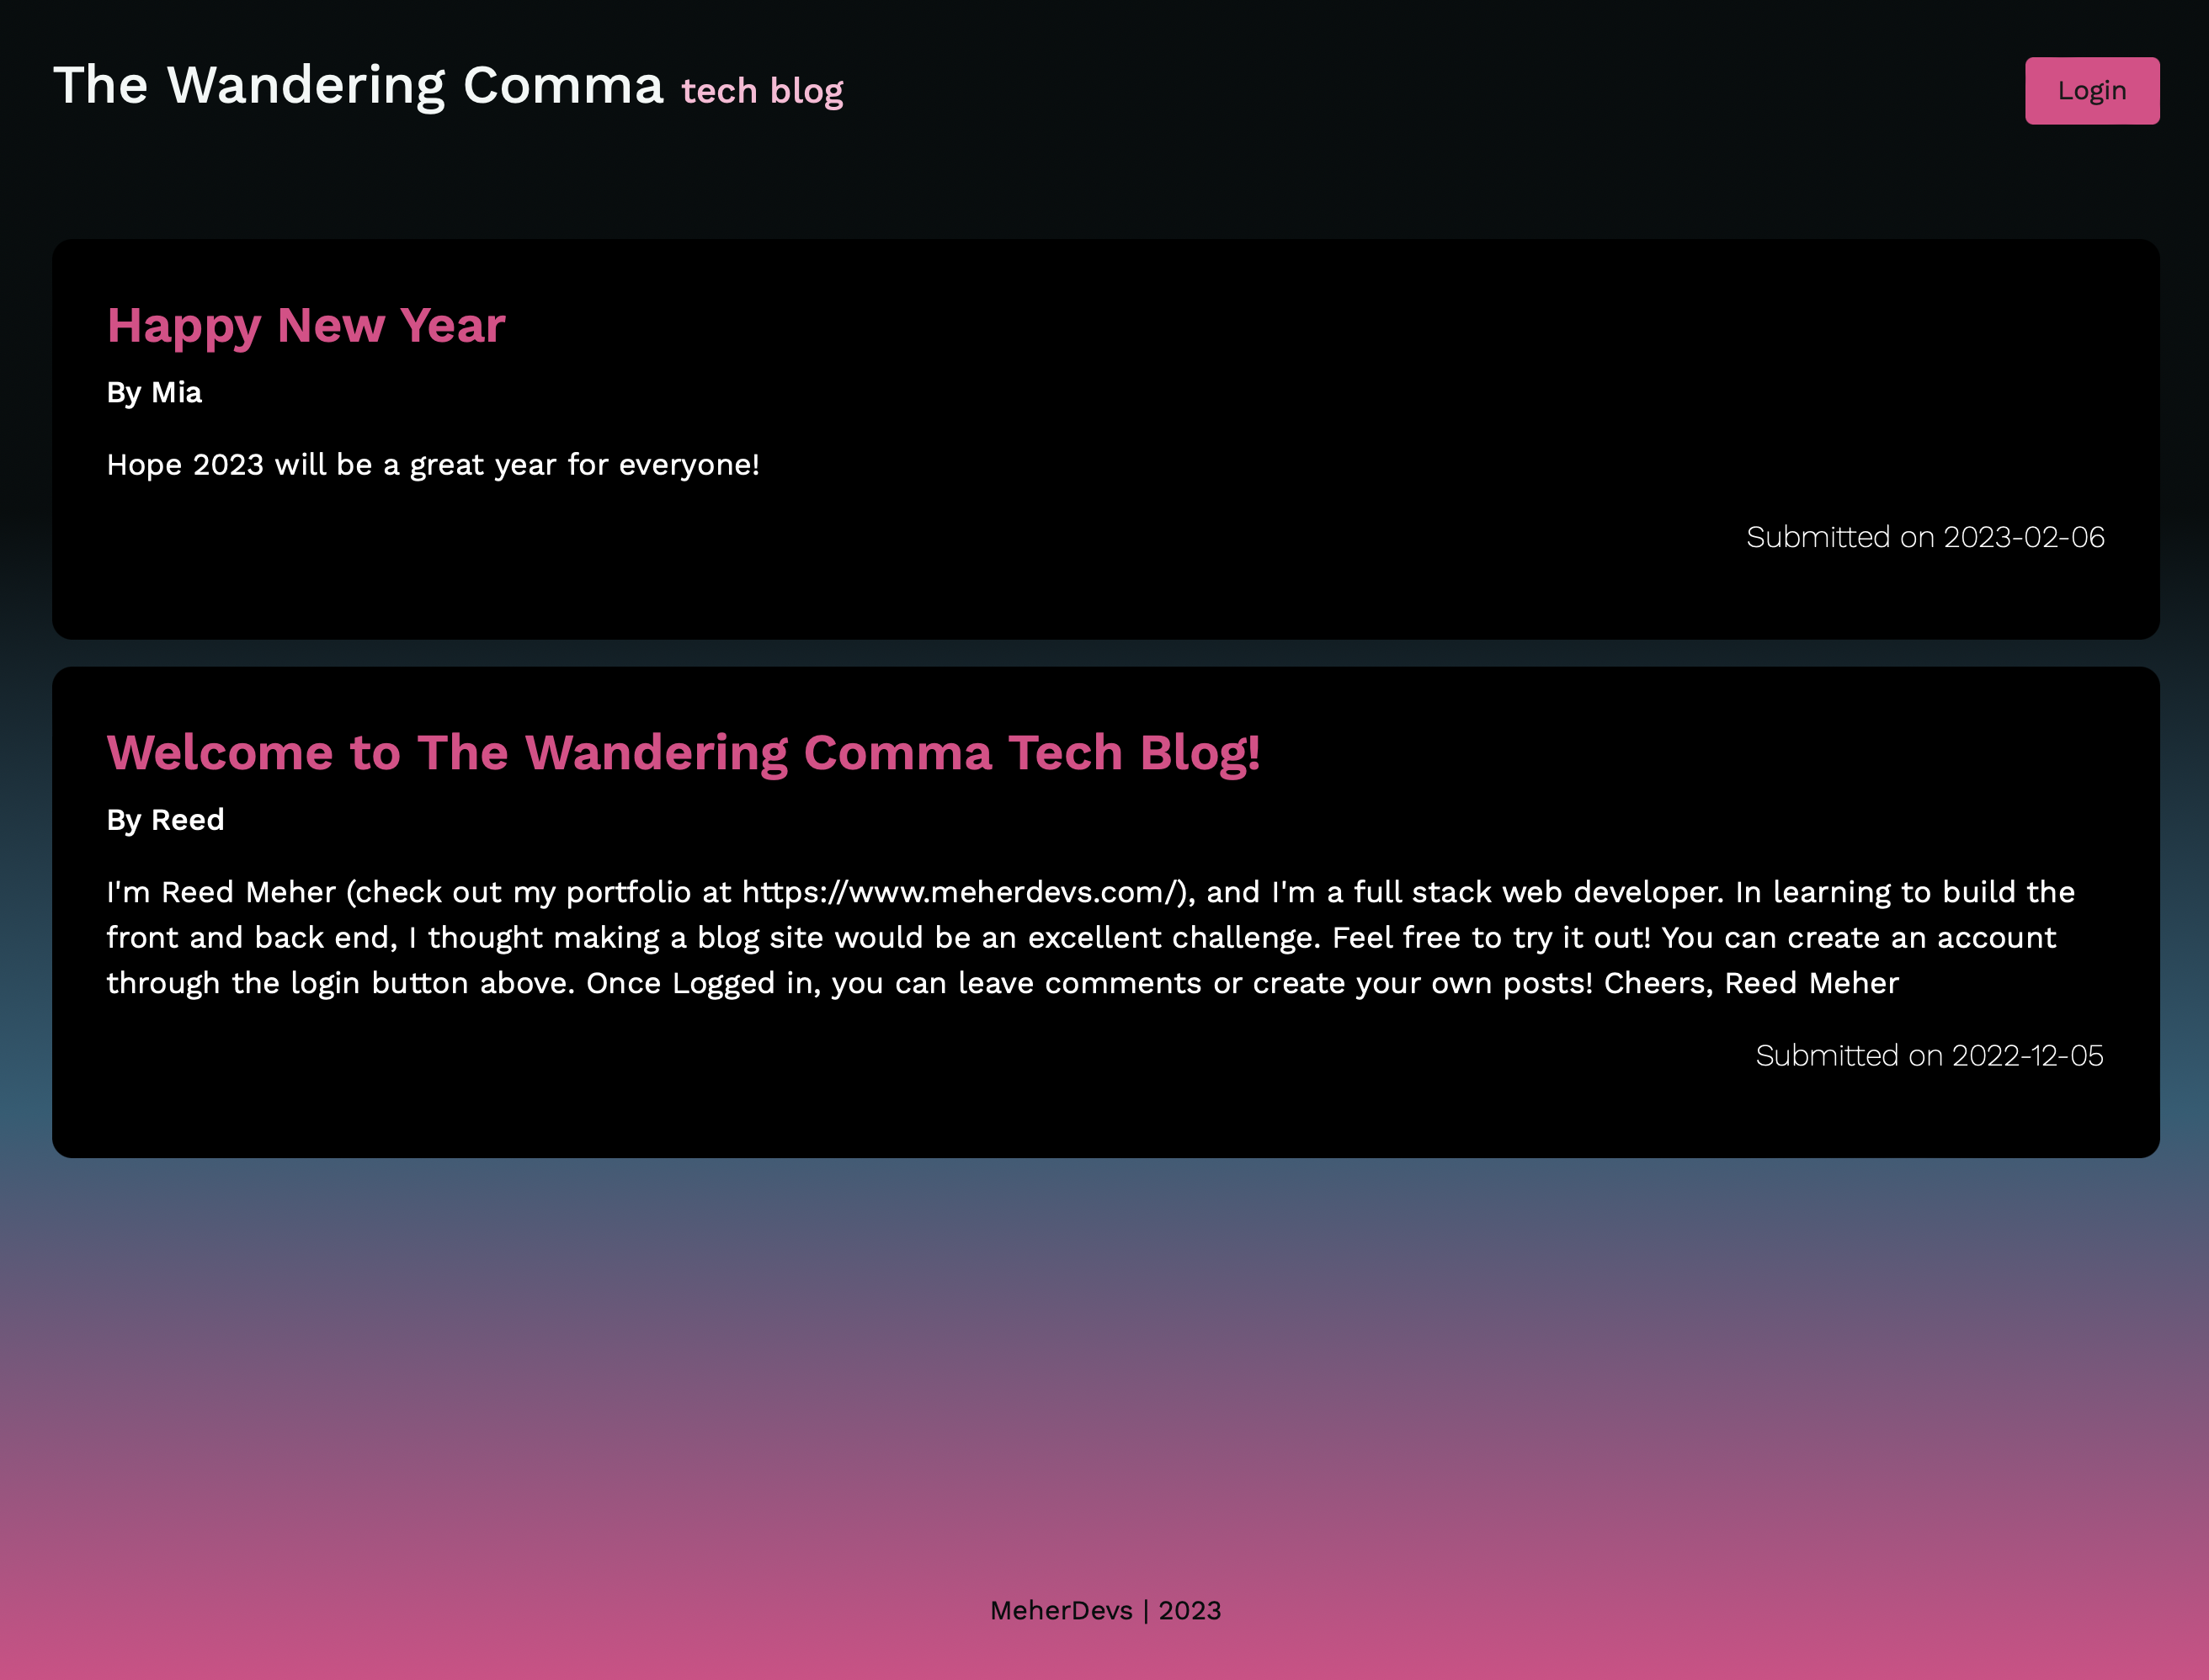 The Wandering Comma tech blog
Login
Happy New Year
By Mia
Hope 2023 will be a great year for everyone!
Submitted on 2023-02-06
Welcome to The Wandering Comma Tech Blog!
By Reed
I'm Reed Meher (check out my portfolio at https://www.meherdevs.com/), and I'm a full stack web developer. In learning to build the
front and back end, I thought making a blog site would be an excellent challenge. Feel free to try it out! You can create an account
through the login button above. Once Logged in, you can leave comments or create your own posts! Cheers, Reed Meher
Submitted on 2022-12-05
MeherDevs | 2023